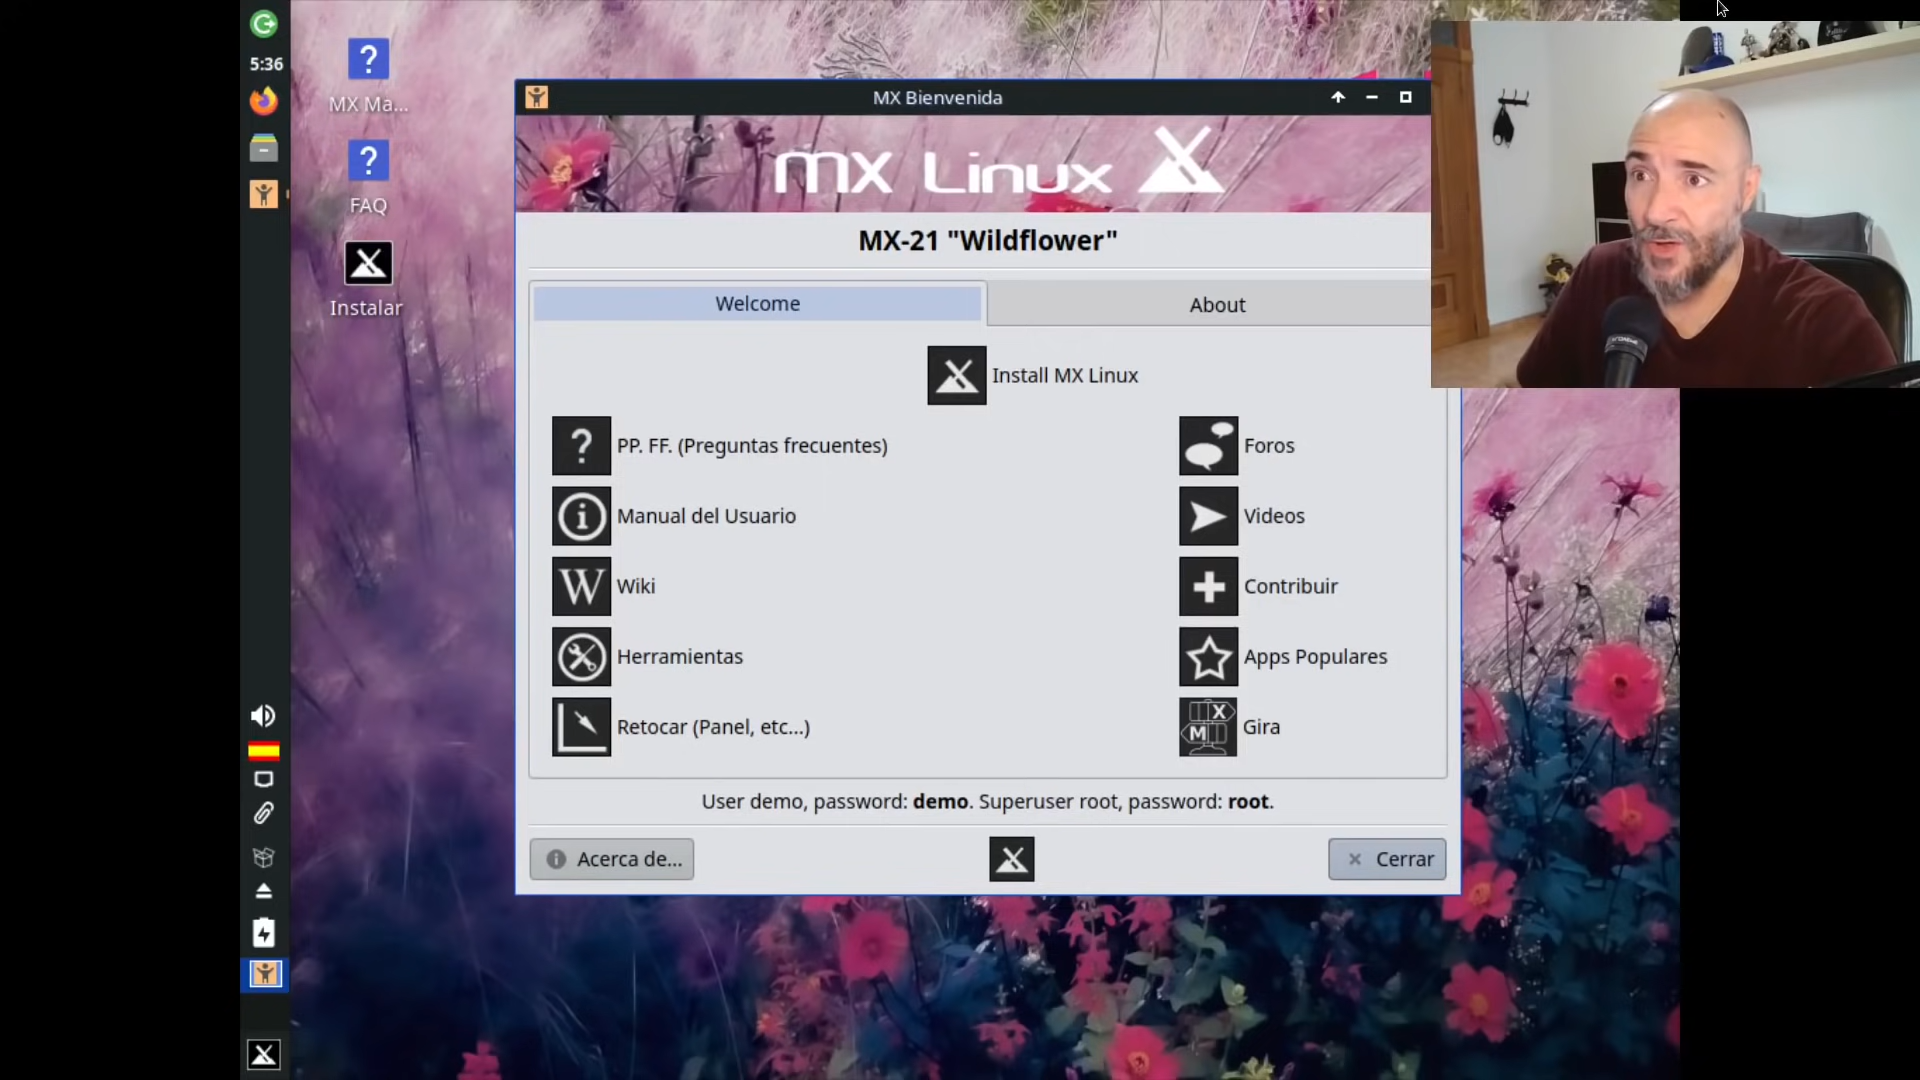 5:36
MX Ma...
FAQ
Instalar
MX Bienvenida
MX Linux
MX-21 "Wildflower"
Welcome
About
Install MX Linux
PP. FF. (Preguntas frecuentes)
Foros
Manual del Usuario
Videos
Wiki
Contribuir
Herramientas
Apps Populares
Retocar (Panel, etc...)
Gira
User demo, password: demo. Superuser root, password: root.
Acerca de...
Cerrar